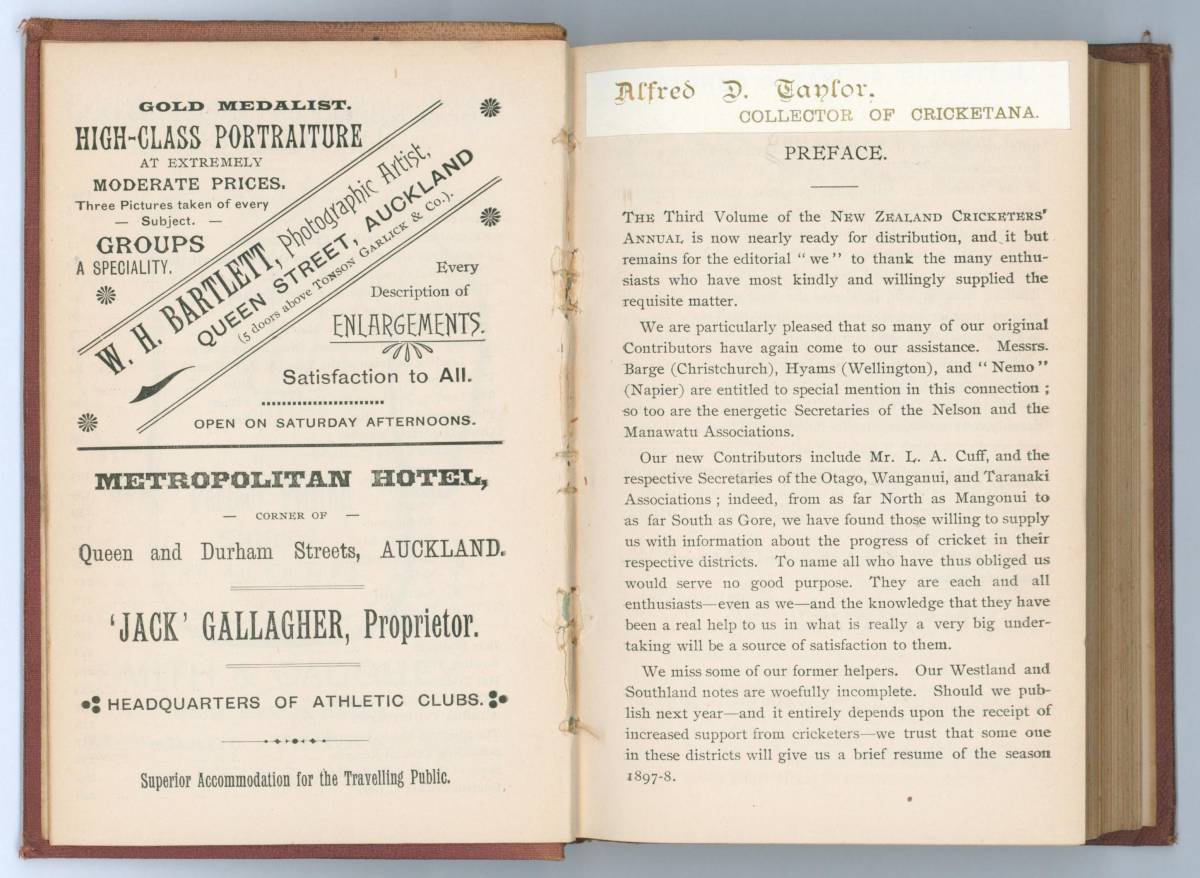 GOLD MEDALIST.
HIGH-CLASS PORTRAITURE
AT EXTREMELY
MODERATE PRICES.
Three Pictures taken of every
— Subject. —
GROUPS
A SPECIALITY.
W. H. BARTLETT, Photographic Artist,
QUEEN STREET, AUCKLAND
(5 doors above TONSON GARLICK & Co.).
Every
Description of
ENLARGEMENTS.
Satisfaction to All.
OPEN ON SATURDAY AFTERNOONS.
METROPOLITAN HOTEL,
— CORNER OF —
Queen and Durham Streets, AUCKLAND.
'JACK' GALLAGHER, Proprietor.
HEADQUARTERS OF ATHLETIC CLUBS.
Superior Accommodation for the Travelling Public.
Alfred D. Taylor.
COLLECTOR OF CRICKETANA.
PREFACE.
THE Third Volume of the NEW ZEALAND CRICKETERS'
ANNUAL is now nearly ready for distribution, and it but
remains for the editorial "we" to thank the many enthu-
siasts who have most kindly and willingly supplied the
requisite matter.
We are particularly pleased that so many of our original
Contributors have again come to our assistance. Messrs.
Barge (Christchurch), Hyams (Wellington), and "Nemo"
(Napier) are entitled to special mention in this connection;
so too are the energetic Secretaries of the Nelson and the
Manawatu Associations.
Our new Contributors include Mr. L. A. Cuff, and the
respective Secretaries of the Otago, Wanganui, and Taranaki
Associations; indeed, from as far North as Mangonui to
as far South as Gore, we have found those willing to supply
us with information about the progress of cricket in their
respective districts. To name all who have thus obliged us
would serve no good purpose. They are each and all
enthusiasts—even as we—and the knowledge that they have
been a real help to us in what is really a very big under-
taking will be a source of satisfaction to them.
We miss some of our former helpers. Our Westland and
Southland notes are woefully incomplete. Should we pub-
lish next year—and it entirely depends upon the receipt of
increased support from cricketers—we trust that some one
in these districts will give us a brief resume of the season
1897-8.